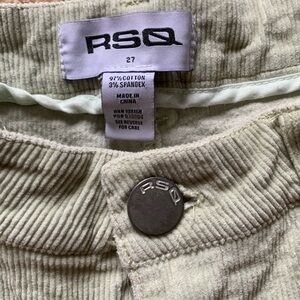 RSQ
27
97% COTTON
3% SPANDEX
MADE IN
CHINA
SEE REVERSE
FOR CARE
RSQ